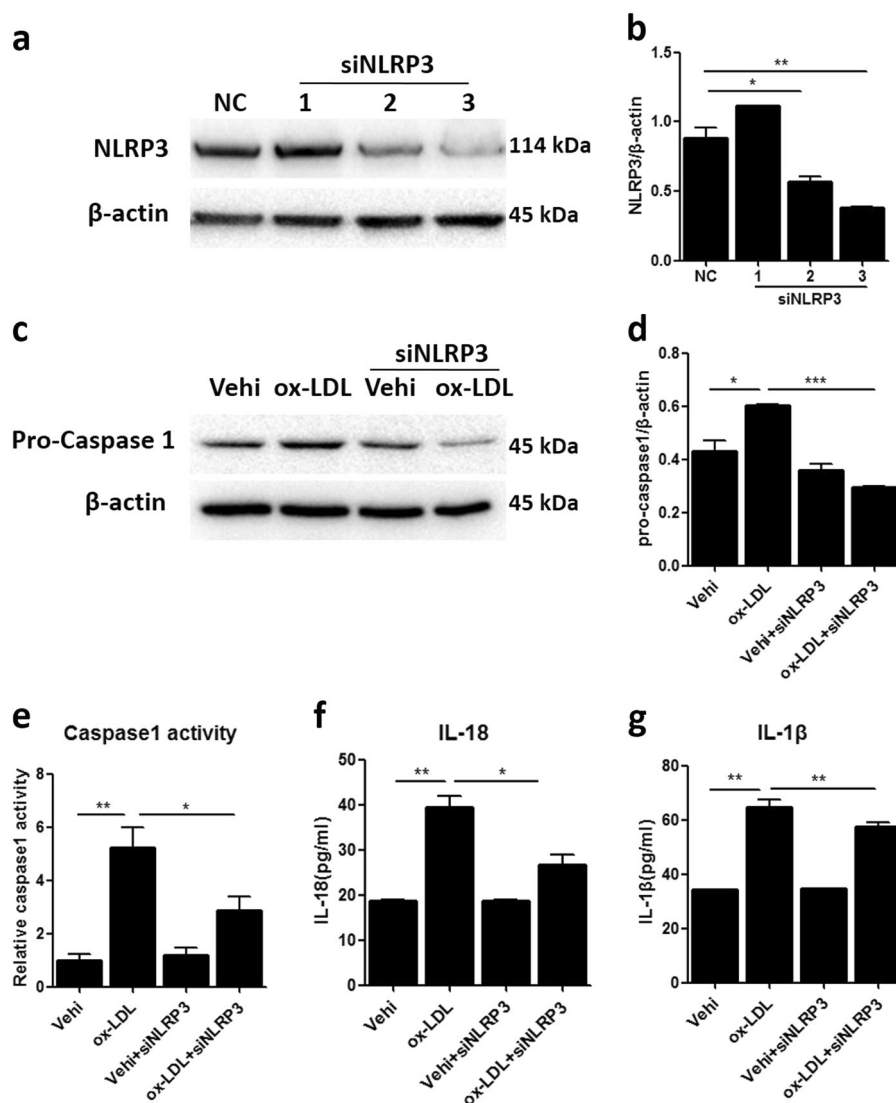 a
siNLRP3
NC 1 2 3
NLRP3 114 kDa
β-actin 45 kDa
b
1.5
1.0
0.5
0.0
NLRP3/β-actin
* **
NC 1 2 3
siNLRP3
c
siNLRP3
Vehi ox-LDL Vehi ox-LDL
Pro-Caspase 1 45 kDa
β-actin 45 kDa
d
0.8
0.6
0.4
0.2
0.0
pro-caspase1/β-actin
* ***
Vehi
ox-LDL
Vehi+siNLRP3
ox-LDL+siNLRP3
e
Caspase1 activity
8
6
4
2
0
Relative caspase1 activity
** *
Vehi
ox-LDL
Vehi+siNLRP3
ox-LDL+siNLRP3
f
IL-18
50
40
30
20
10
0
IL-18(pg/ml)
** *
Vehi
ox-LDL
Vehi+siNLRP3
ox-LDL+siNLRP3
g
IL-1β
80
60
40
20
0
IL-1β(pg/ml)
** **
Vehi
ox-LDL
Vehi+siNLRP3
ox-LDL+siNLRP3